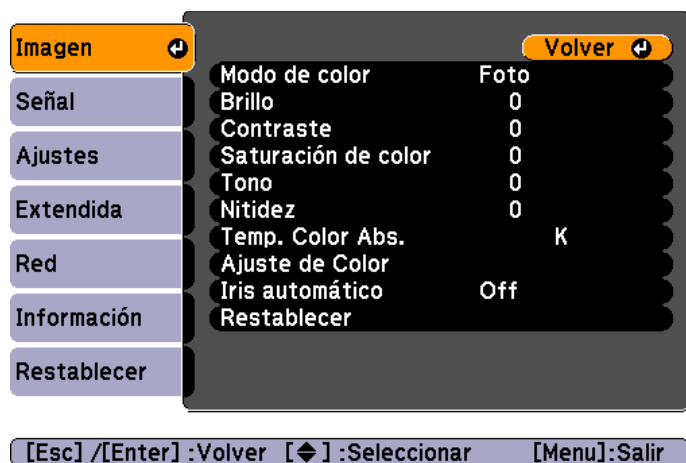 Imagen
Señal
Ajustes
Extendida
Red
Información
Restablecer
Volver
Modo de color Foto
Brillo 0
Contraste 0
Saturación de color 0
Tono 0
Nitidez 0
Temp. Color Abs. K
Ajuste de Color
Iris automático Off
Restablecer
[Esc] /[Enter] :Volver [◆] :Seleccionar [Menu]:Salir